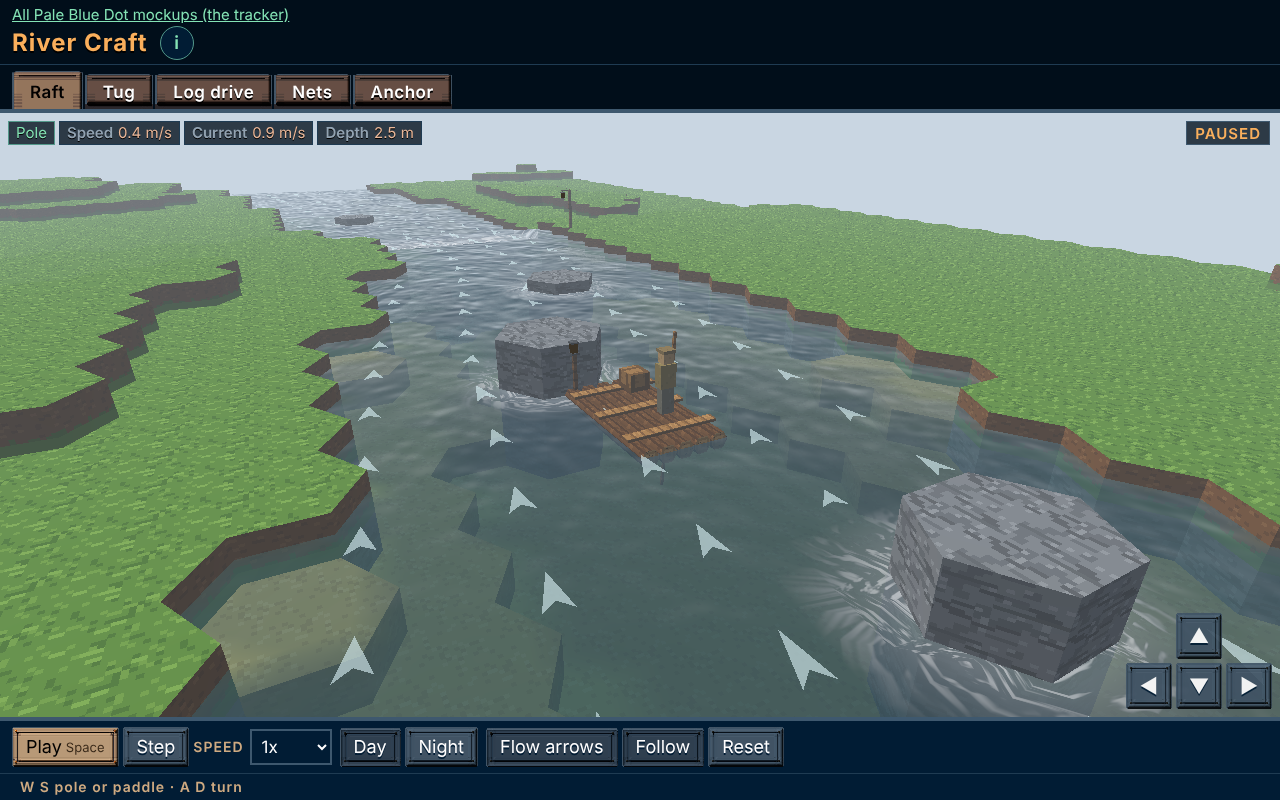 All Pale Blue Dot mockups (the tracker)
River Craft i
Raft Tug Log drive Nets Anchor
Pole Speed 0.4 m/s Current 0.9 m/s Depth 2.5 m PAUSED
Play Space Step SPEED 1x Day Night Flow arrows Follow Reset
W S pole or paddle · A D turn